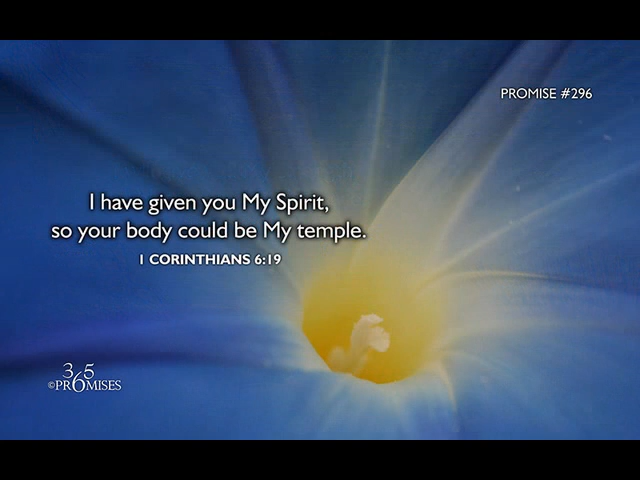 PROMISE #296
I have given you My Spirit,
so your body could be My temple.
1 CORINTHIANS 6:19
365
©PROMISES